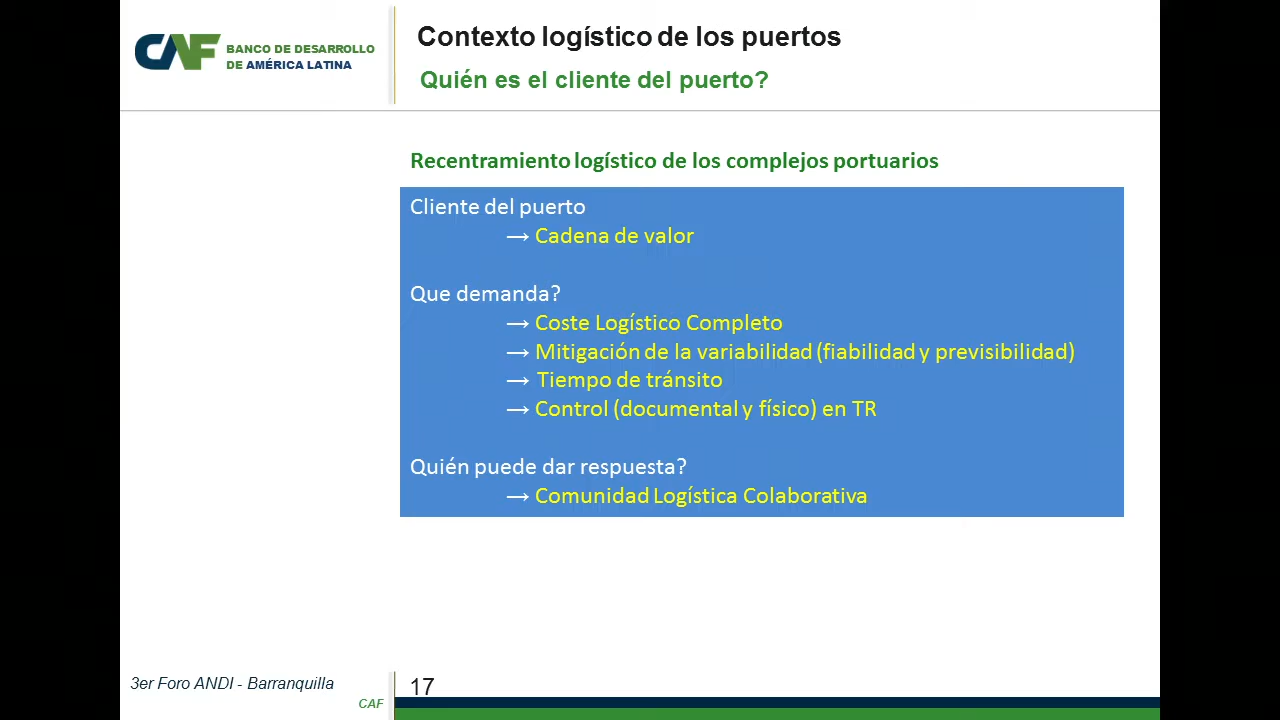 CAF BANCO DE DESARROLLO
DE AMÉRICA LATINA
Contexto logístico de los puertos
Quién es el cliente del puerto?
Recentramiento logístico de los complejos portuarios
Cliente del puerto
→ Cadena de valor
Que demanda?
→ Coste Logístico Completo
→ Mitigación de la variabilidad (fiabilidad y previsibilidad)
→ Tiempo de tránsito
→ Control (documental y físico) en TR
Quién puede dar respuesta?
→ Comunidad Logística Colaborativa
3er Foro ANDI - Barranquilla
CAF
17